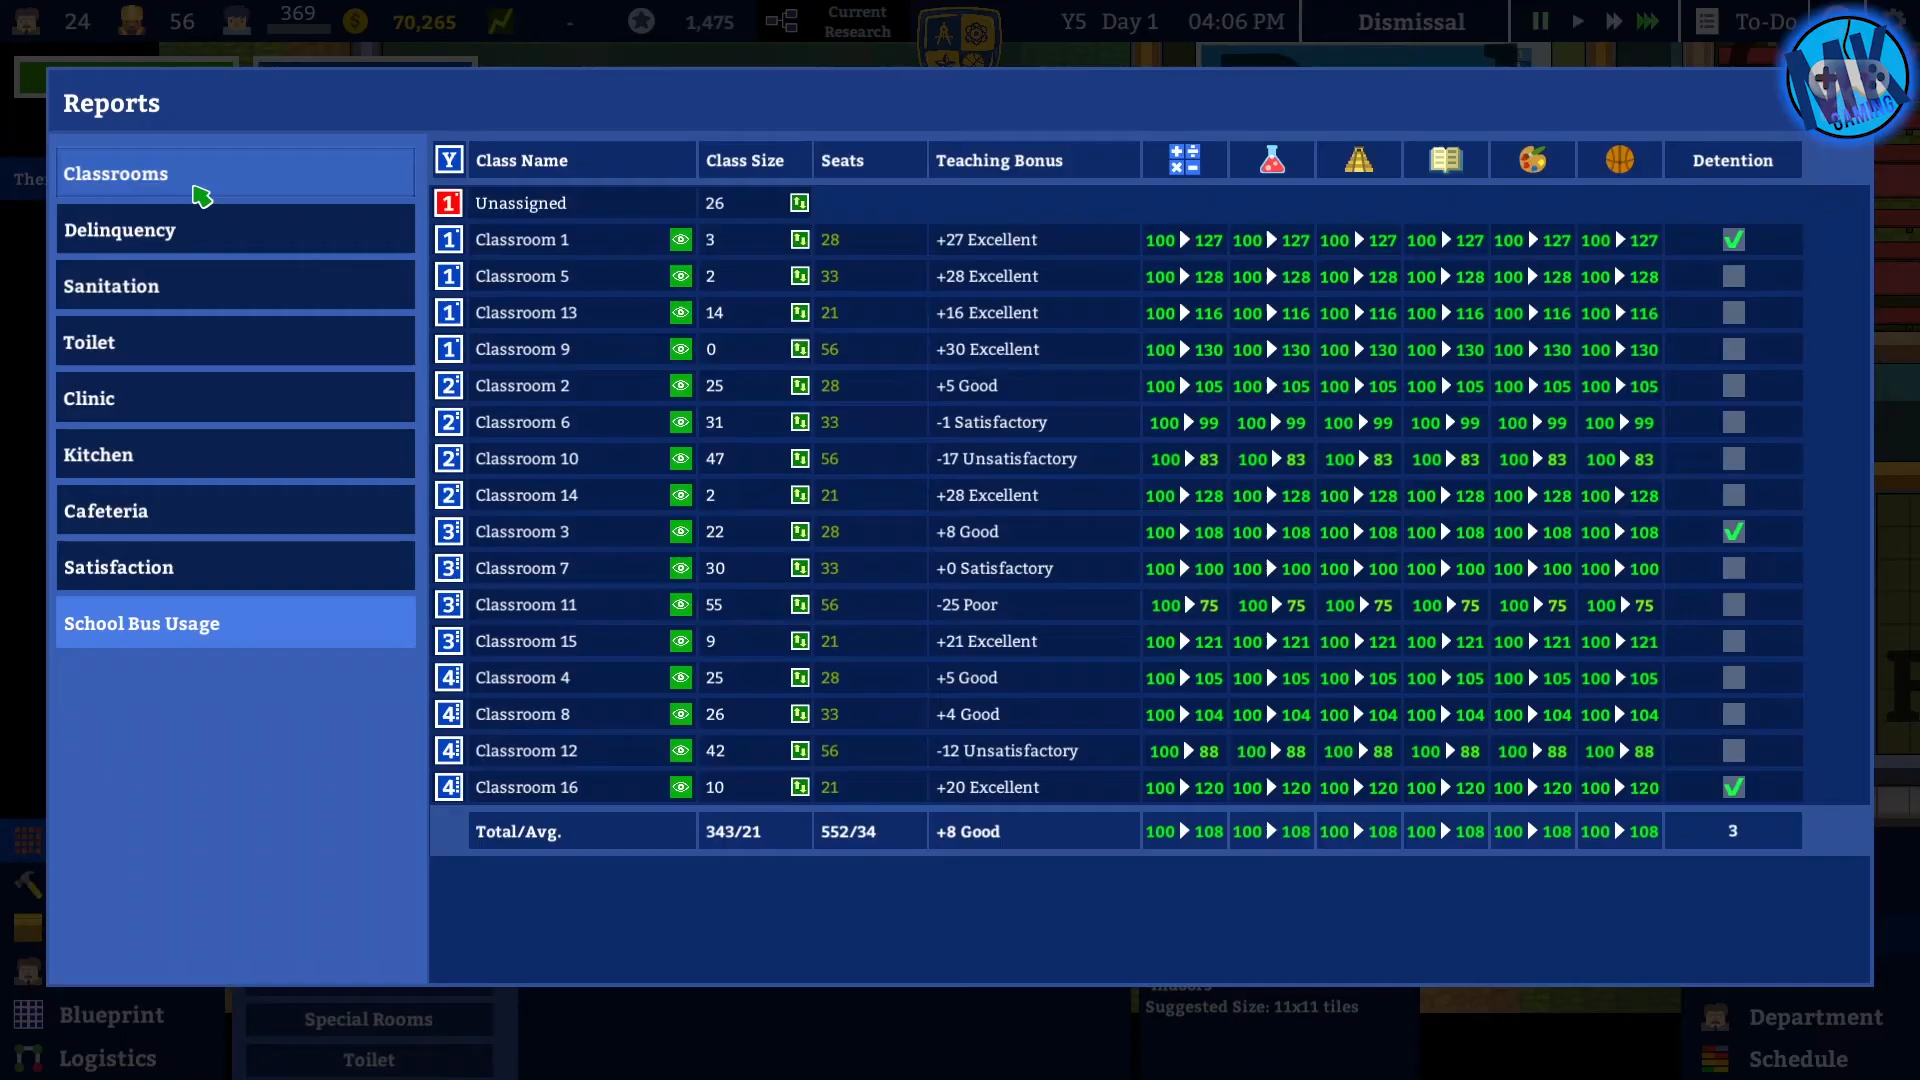 24 56 369 70,265 - 1,475 Current Research Y5 Day 1 04:06 PM Dismissal To-Do
Reports
Classrooms
Delinquency
Sanitation
Toilet
Clinic
Kitchen
Cafeteria
Satisfaction
School Bus Usage
Y Class Name Class Size Seats Teaching Bonus Detention
1 Unassigned 26
1 Classroom 1 3 28 +27 Excellent 100 127 100 127 100 127 100 127 100 127 100 127
1 Classroom 5 2 33 +28 Excellent 100 128 100 128 100 128 100 128 100 128 100 128
1 Classroom 13 14 21 +16 Excellent 100 116 100 116 100 116 100 116 100 116 100 116
1 Classroom 9 0 56 +30 Excellent 100 130 100 130 100 130 100 130 100 130 100 130
2 Classroom 2 25 28 +5 Good 100 105 100 105 100 105 100 105 100 105 100 105
2 Classroom 6 31 33 -1 Satisfactory 100 99 100 99 100 99 100 99 100 99 100 99
2 Classroom 10 47 56 -17 Unsatisfactory 100 83 100 83 100 83 100 83 100 83 100 83
2 Classroom 14 2 21 +28 Excellent 100 128 100 128 100 128 100 128 100 128 100 128
3 Classroom 3 22 28 +8 Good 100 108 100 108 100 108 100 108 100 108 100 108
3 Classroom 7 30 33 +0 Satisfactory 100 100 100 100 100 100 100 100 100 100 100 100
3 Classroom 11 55 56 -25 Poor 100 75 100 75 100 75 100 75 100 75 100 75
3 Classroom 15 9 21 +21 Excellent 100 121 100 121 100 121 100 121 100 121 100 121
4 Classroom 4 25 28 +5 Good 100 105 100 105 100 105 100 105 100 105 100 105
4 Classroom 8 26 33 +4 Good 100 104 100 104 100 104 100 104 100 104 100 104
4 Classroom 12 42 56 -12 Unsatisfactory 100 88 100 88 100 88 100 88 100 88 100 88
4 Classroom 16 10 21 +20 Excellent 100 120 100 120 100 120 100 120 100 120 100 120
Total/Avg. 343/21 552/34 +8 Good 100 108 100 108 100 108 100 108 100 108 100 108 3
Suggested Size: 11x11 tiles
Blueprint
Logistics
Special Rooms
Toilet
Department
Schedule
MK GAMING